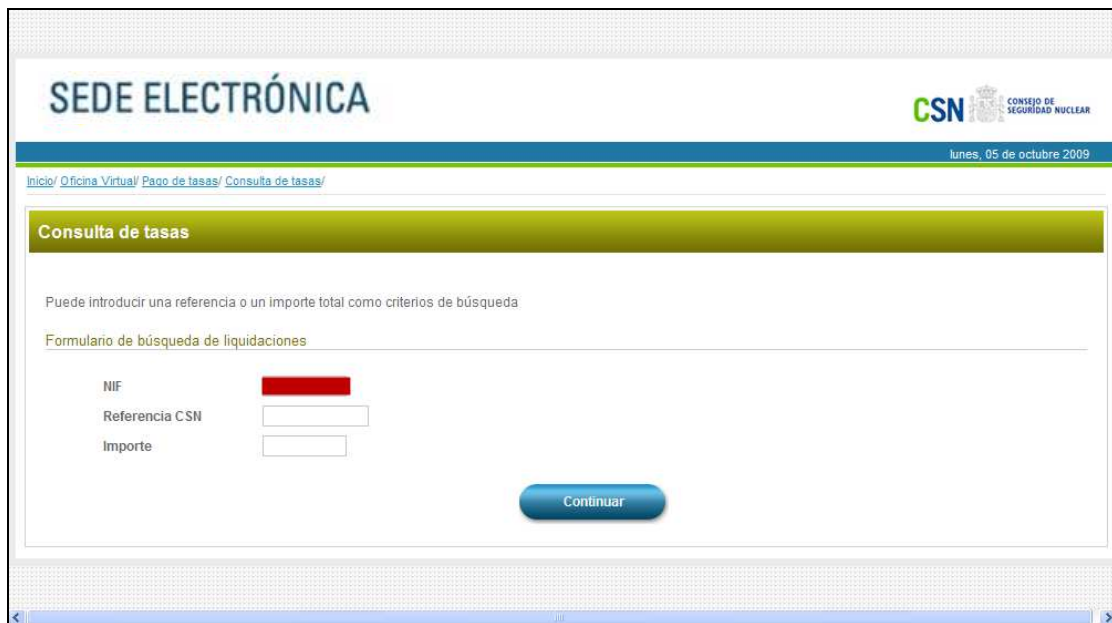 SEDE ELECTRÓNICA
CSN CONSEJO DE
SEGURIDAD NUCLEAR
lunes, 05 de octubre 2009
Inicio/ Oficina Virtual/ Pago de tasas/ Consulta de tasas/
Consulta de tasas
Puede introducir una referencia o un importe total como criterios de búsqueda
Formulario de búsqueda de liquidaciones
NIF
Referencia CSN
Importe
Continuar